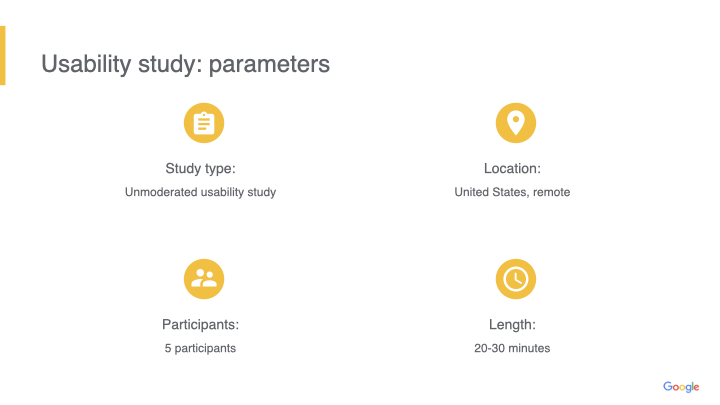 Usability study: parameters
Study type:
Unmoderated usability study
Location:
United States, remote
Participants:
5 participants
Length:
20-30 minutes
Google